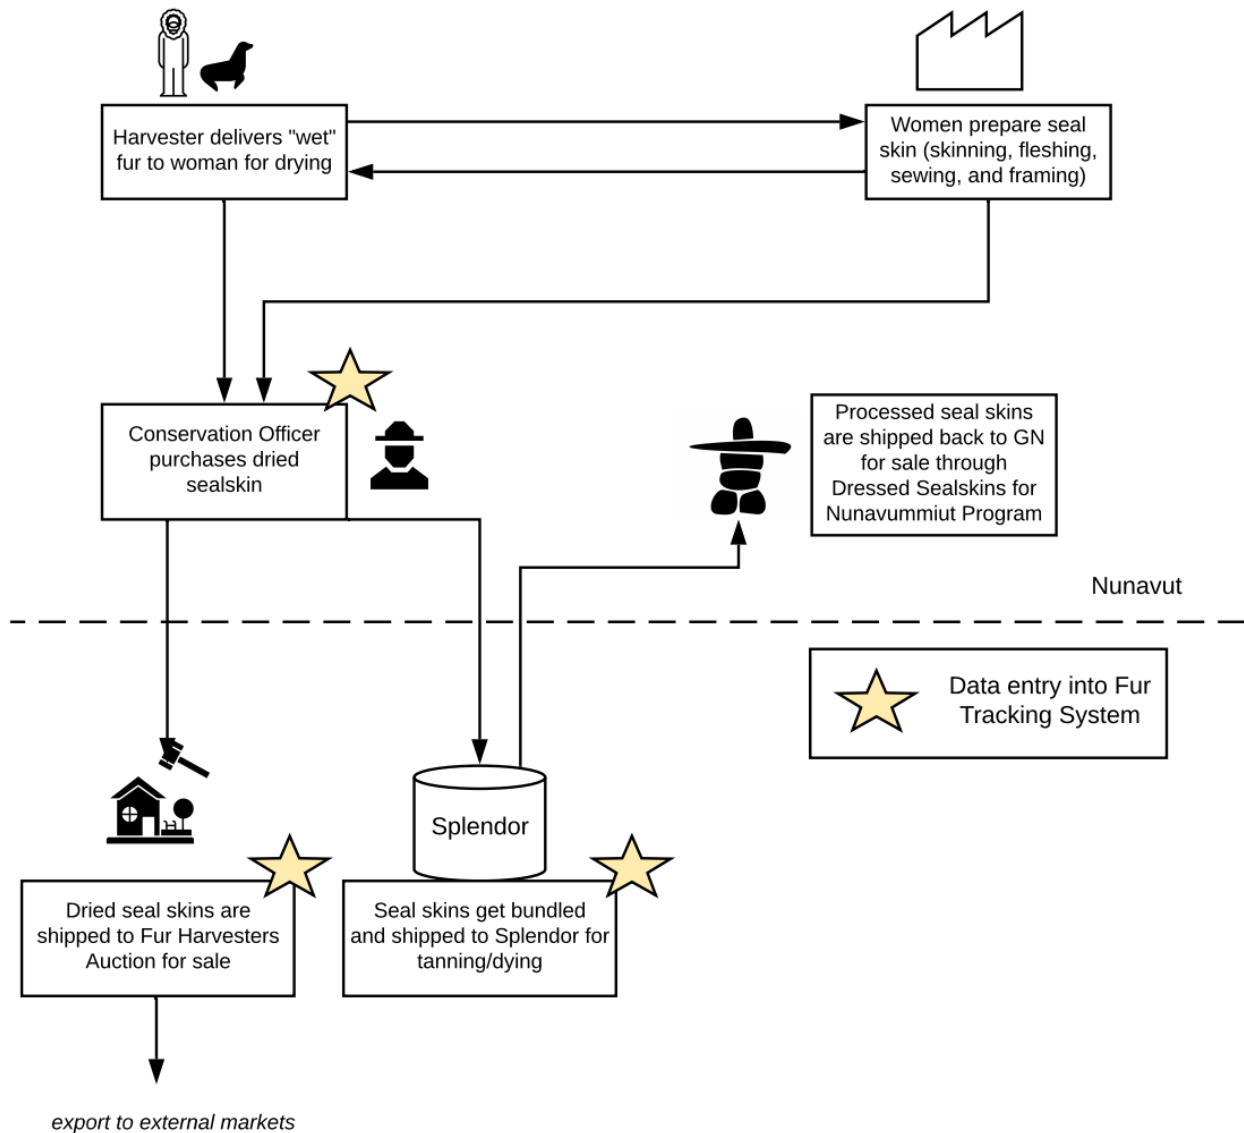 Harvester delivers "wet"
fur to woman for drying
Women prepare seal
skin (skinning, fleshing,
sewing, and framing)
Conservation Officer
purchases dried
sealskin
Processed seal skins
are shipped back to GN
for sale through
Dressed Sealskins for
Nunavummiut Program
Nunavut
Data entry into Fur
Tracking System
Splendor
Dried seal skins are
shipped to Fur Harvesters
Auction for sale
Seal skins get bundled
and shipped to Splendor for
tanning/dying
export to external markets